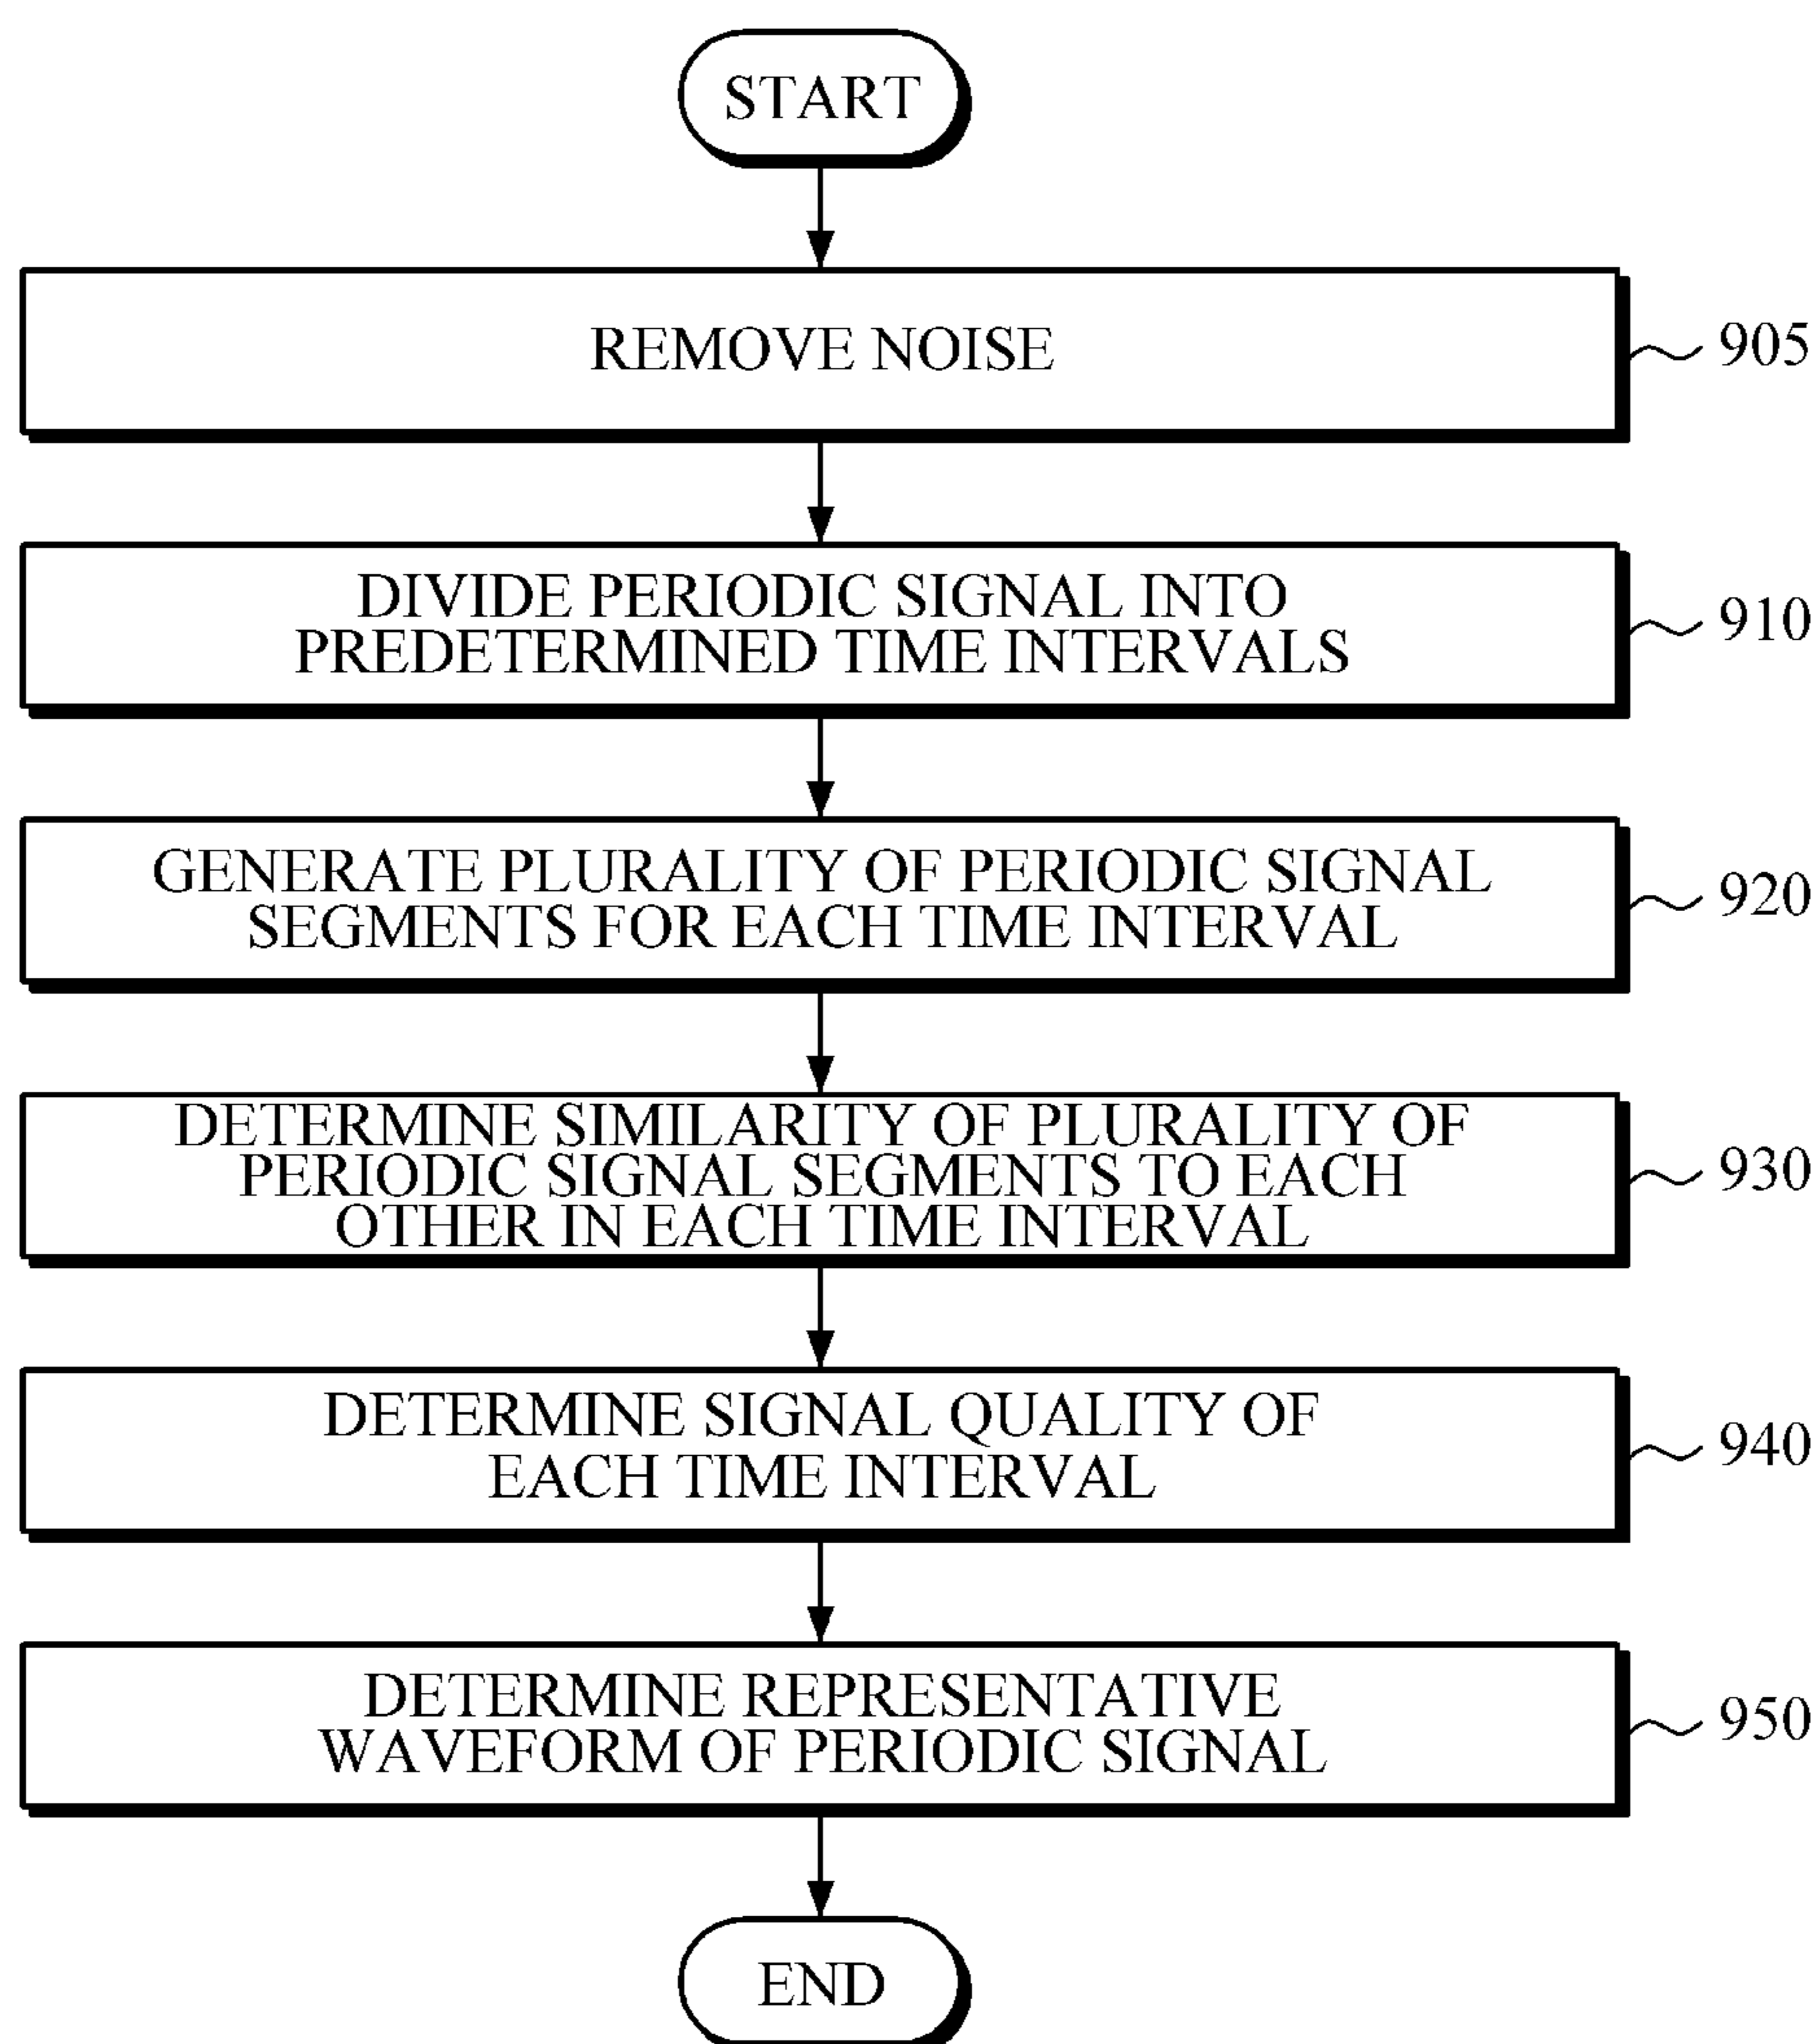 START
REMOVE NOISE
905
DIVIDE PERIODIC SIGNAL INTO
PREDETERMINED TIME INTERVALS
910
GENERATE PLURALITY OF PERIODIC SIGNAL
SEGMENTS FOR EACH TIME INTERVAL
920
DETERMINE SIMILARITY OF PLURALITY OF
PERIODIC SIGNAL SEGMENTS TO EACH
OTHER IN EACH TIME INTERVAL
930
DETERMINE SIGNAL QUALITY OF
EACH TIME INTERVAL
940
DETERMINE REPRESENTATIVE
WAVEFORM OF PERIODIC SIGNAL
950
END